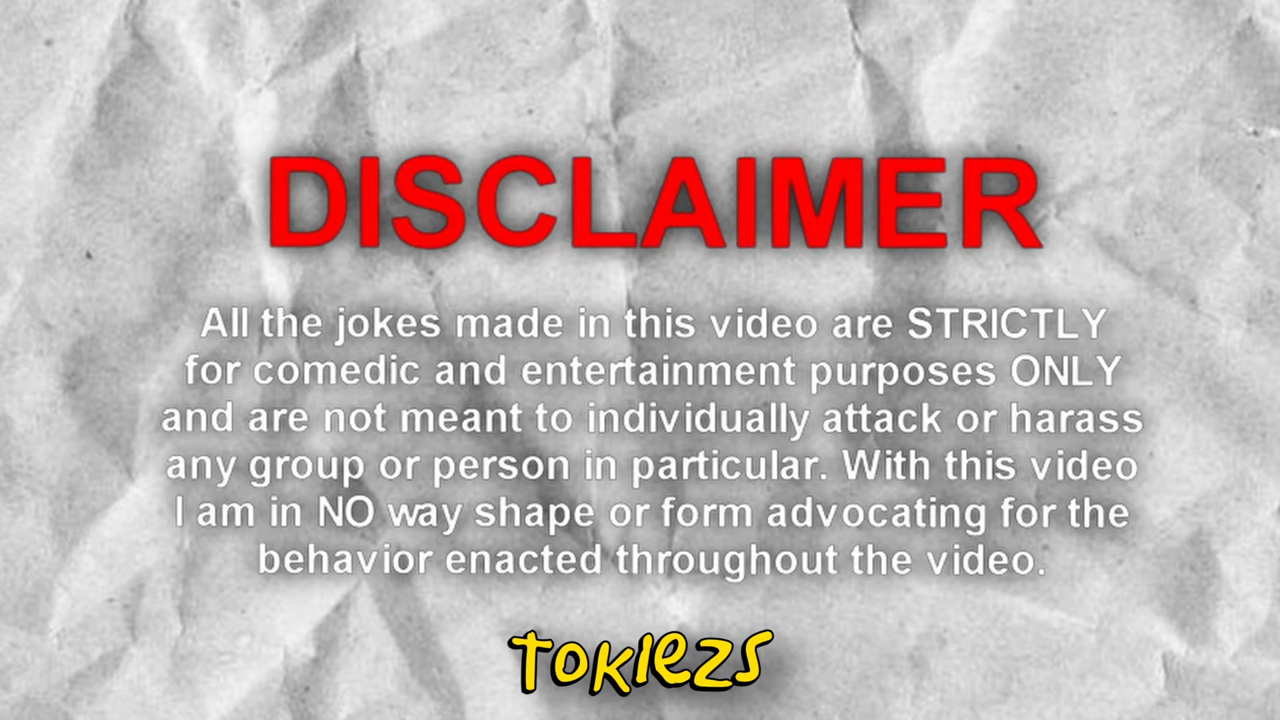 DISCLAIMER
All the jokes made in this video are STRICTLY
for comedic and entertainment purposes ONLY
and are not meant to individually attack or harass
any group or person in particular. With this video
I am in NO way shape or form advocating for the
behavior enacted throughout the video.
TOKIEZS